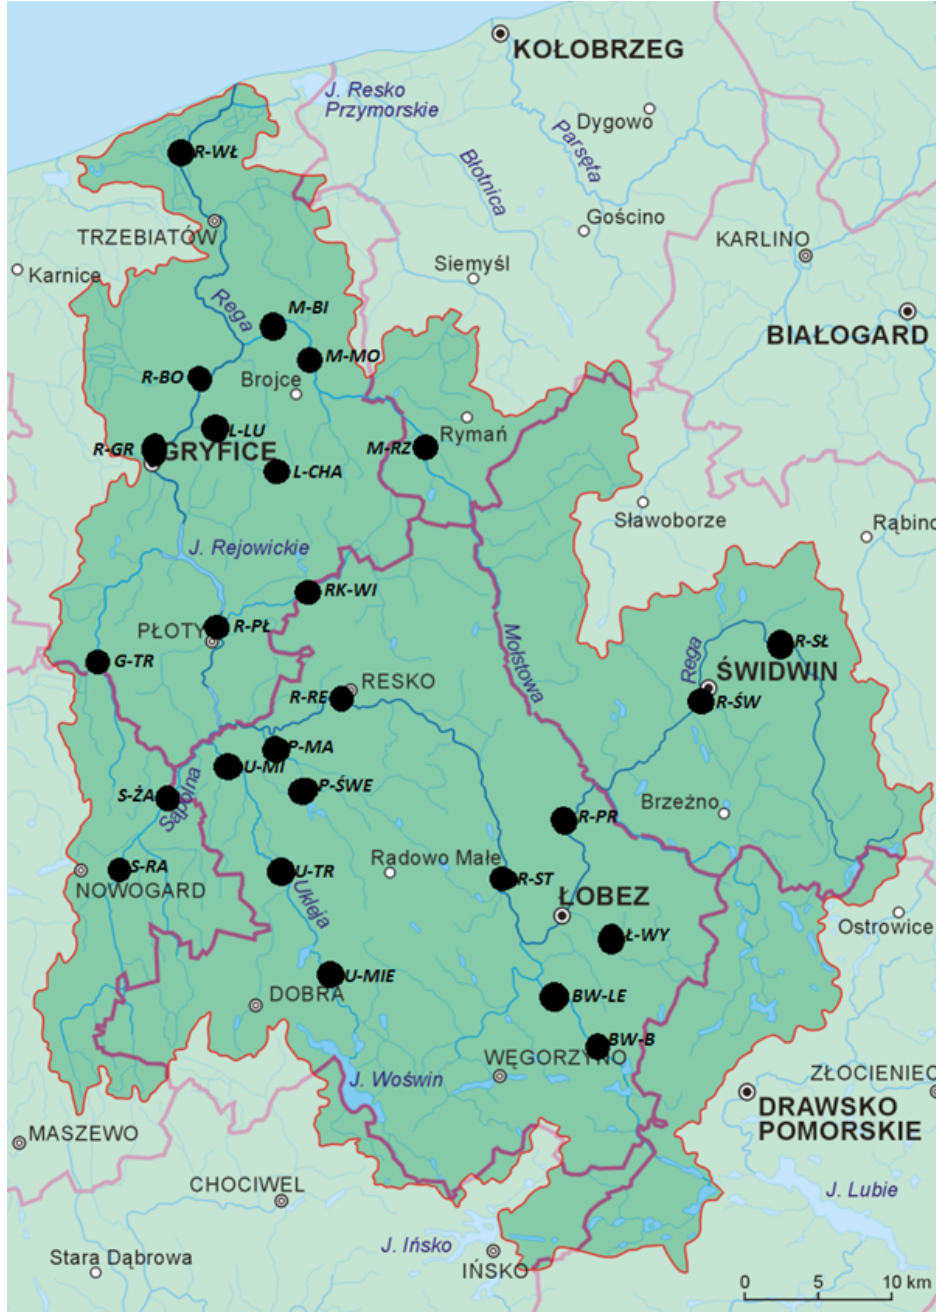 KOŁOBRZEG
J. Resko
Przymorskie
Dygowo
Parsęta
Błotnica
R-WŁ
Gościno
TRZEBIATÓW
KARLINO
Karnice
Siemyśl
Rega
M-BI
BIAŁOGARD
M-MO
R-BO
Brojce
L-LU
Rymań
R-GR
GRYFICE
M-RZ
L-CHA
Sławoborze
Rąbino
J. Rejowickie
RK-WI
PŁOTY
R-PŁ
Mołstowa
R-SŁ
G-TR
Rega
ŚWIDWIN
R-RE
RESKO
R-ŚW
P-MA
U-MI
P-ŚWE
S-ŻA
Sąpolna
Brzeżno
R-PR
Radowo Małe
S-RA
U-TR
R-ST
NOWOGARD
Ukleja
ŁOBEZ
Ostrowice
Ł-WY
U-MIE
DOBRA
BW-LE
BW-B
WĘGORZYNO
J. Woświn
ZŁOCIENIEC
DRAWSKO
POMORSKIE
MASZEWO
CHOCIWEL
J. Lubie
J. Ińsko
Stara Dąbrowa
IŃSKO
0 5 10 km